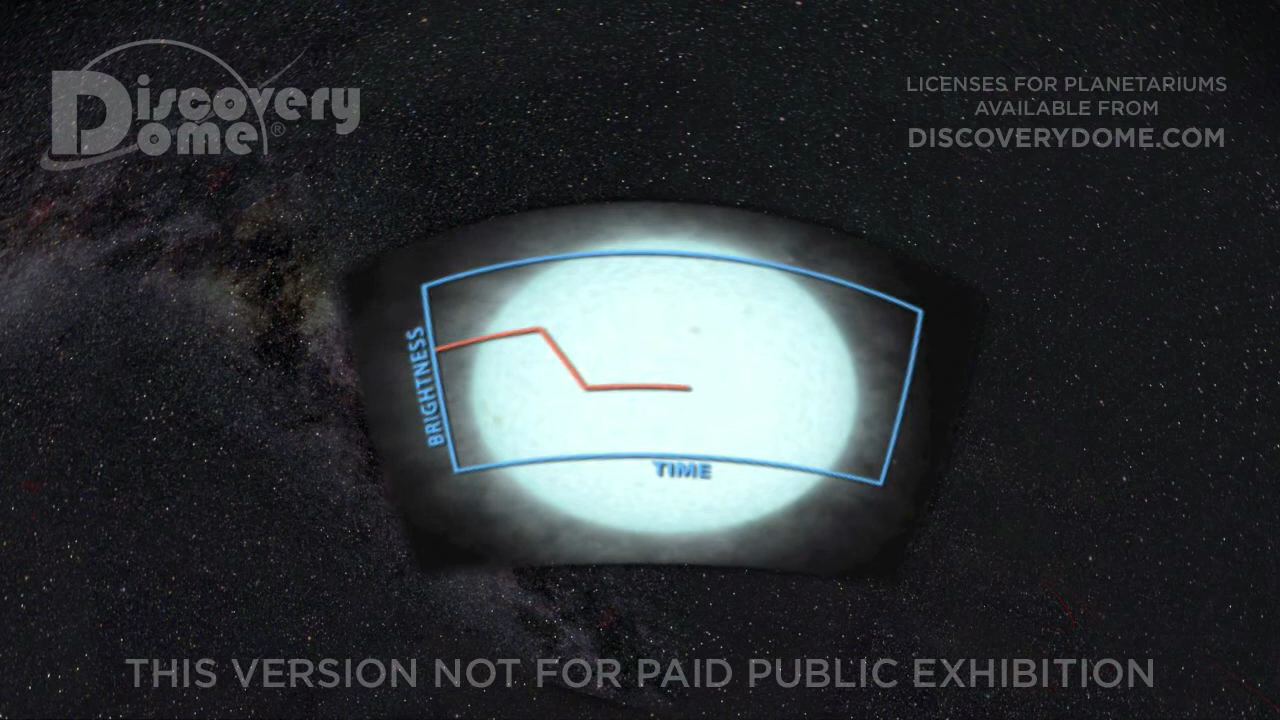 Discovery
Dome®
LICENSES FOR PLANETARIUMS
AVAILABLE FROM
DISCOVERYDOME.COM
BRIGHTNESS
TIME
THIS VERSION NOT FOR PAID PUBLIC EXHIBITION